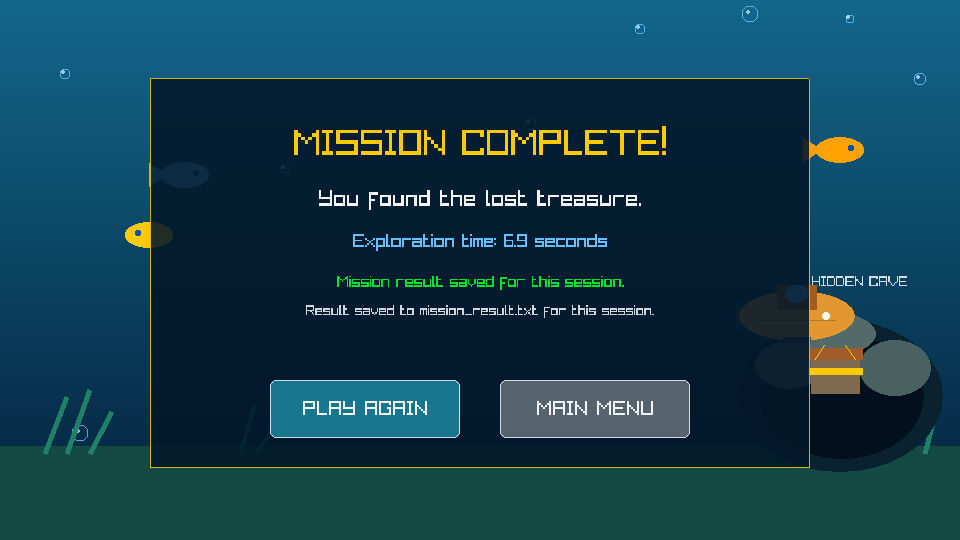 MISSION COMPLETE!
You found the lost treasure.
Exploration time: 6.9 seconds
Mission result saved for this session.
HIDDEN CAVE
Result saved to mission_result.txt for this session.
PLAY AGAIN
MAIN MENU